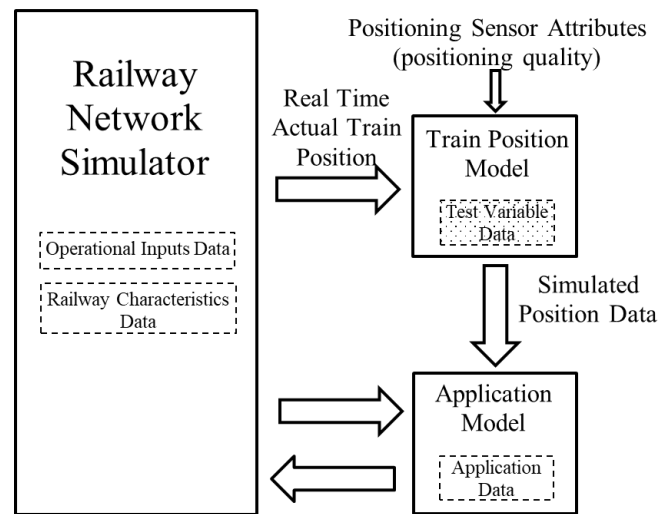 Railway
Network
Simulator
Operational Inputs Data
Railway Characteristics
Data
Real Time
Actual Train
Position
Positioning Sensor Attributes
(positioning quality)
Train Position
Model
Test Variable
Data
Simulated
Position Data
Application
Model
Application
Data